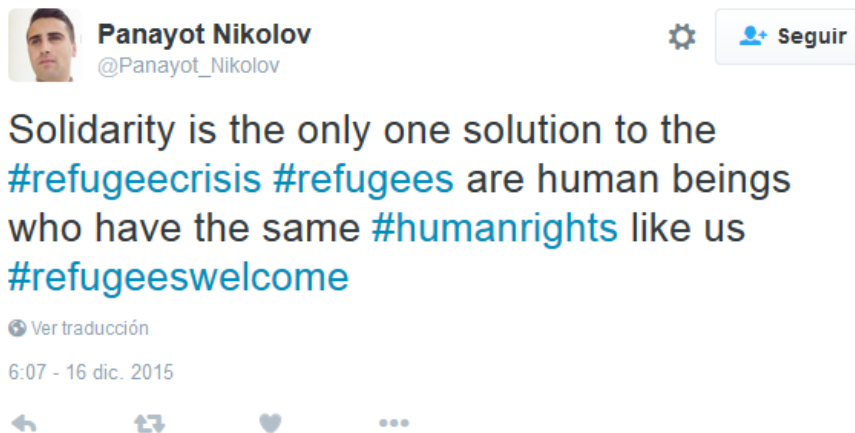 Panayot Nikolov
@Panayot_Nikolov
Seguir
Solidarity is the only one solution to the
#refugeecrisis #refugees are human beings
who have the same #humanrights like us
#refugeeswelcome
Ver traducción
6:07 - 16 dic. 2015